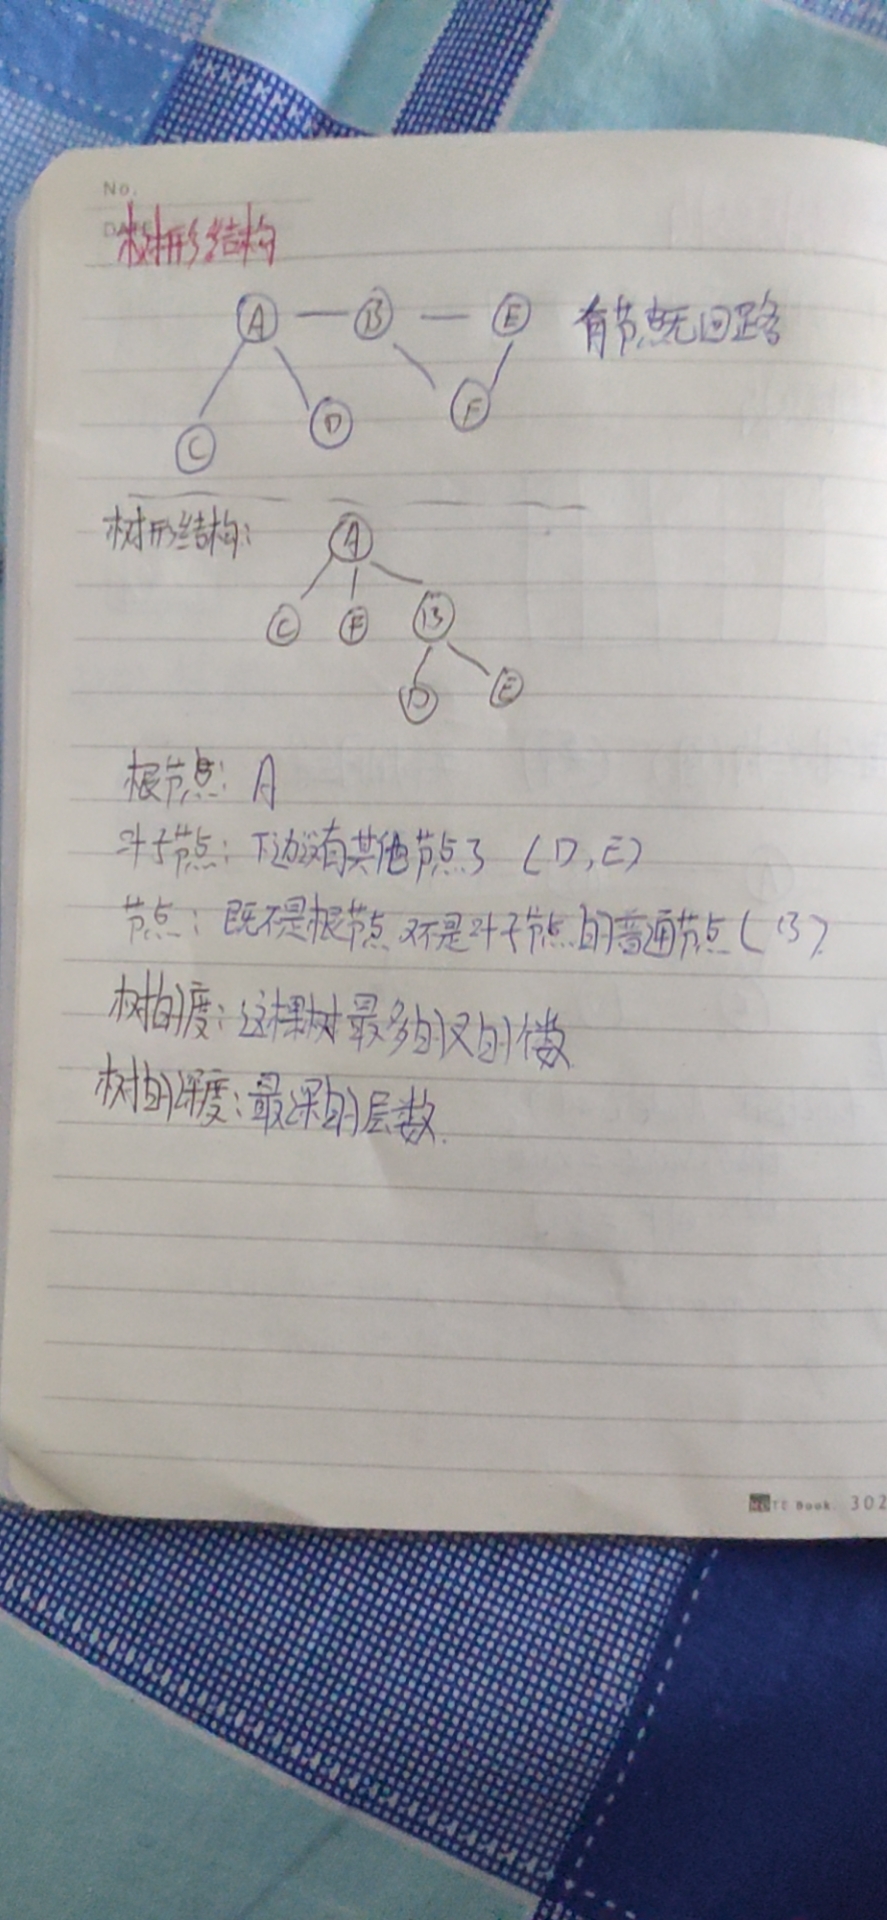 No.
树形结构
A B E 有节点无回路
C D F
树形结构:
A
C F B
D E
根节点: A
叶子节点: 下边没有其他节点了 (D,E)
节点: 既不是根节点 又不是叶子节点的普通节点 (B)
树的度: 这棵树最多的叉的个数
树的深度: 最深的层数.
NOTE Book. 302